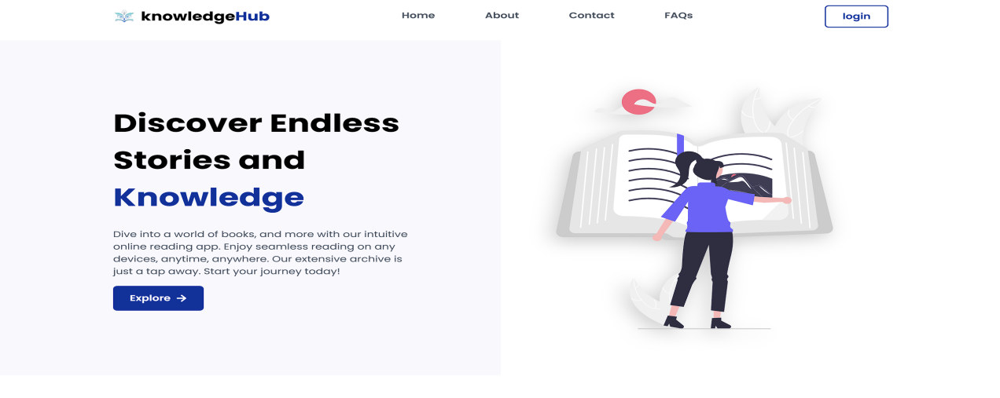 knowledgeHub
Home
About
Contact
FAQs
login
Discover Endless
Stories and
Knowledge
Dive into a world of books, and more with our intuitive
online reading app. Enjoy seamless reading on any
devices, anytime, anywhere. Our extensive archive is
just a tap away. Start your journey today!
Explore →